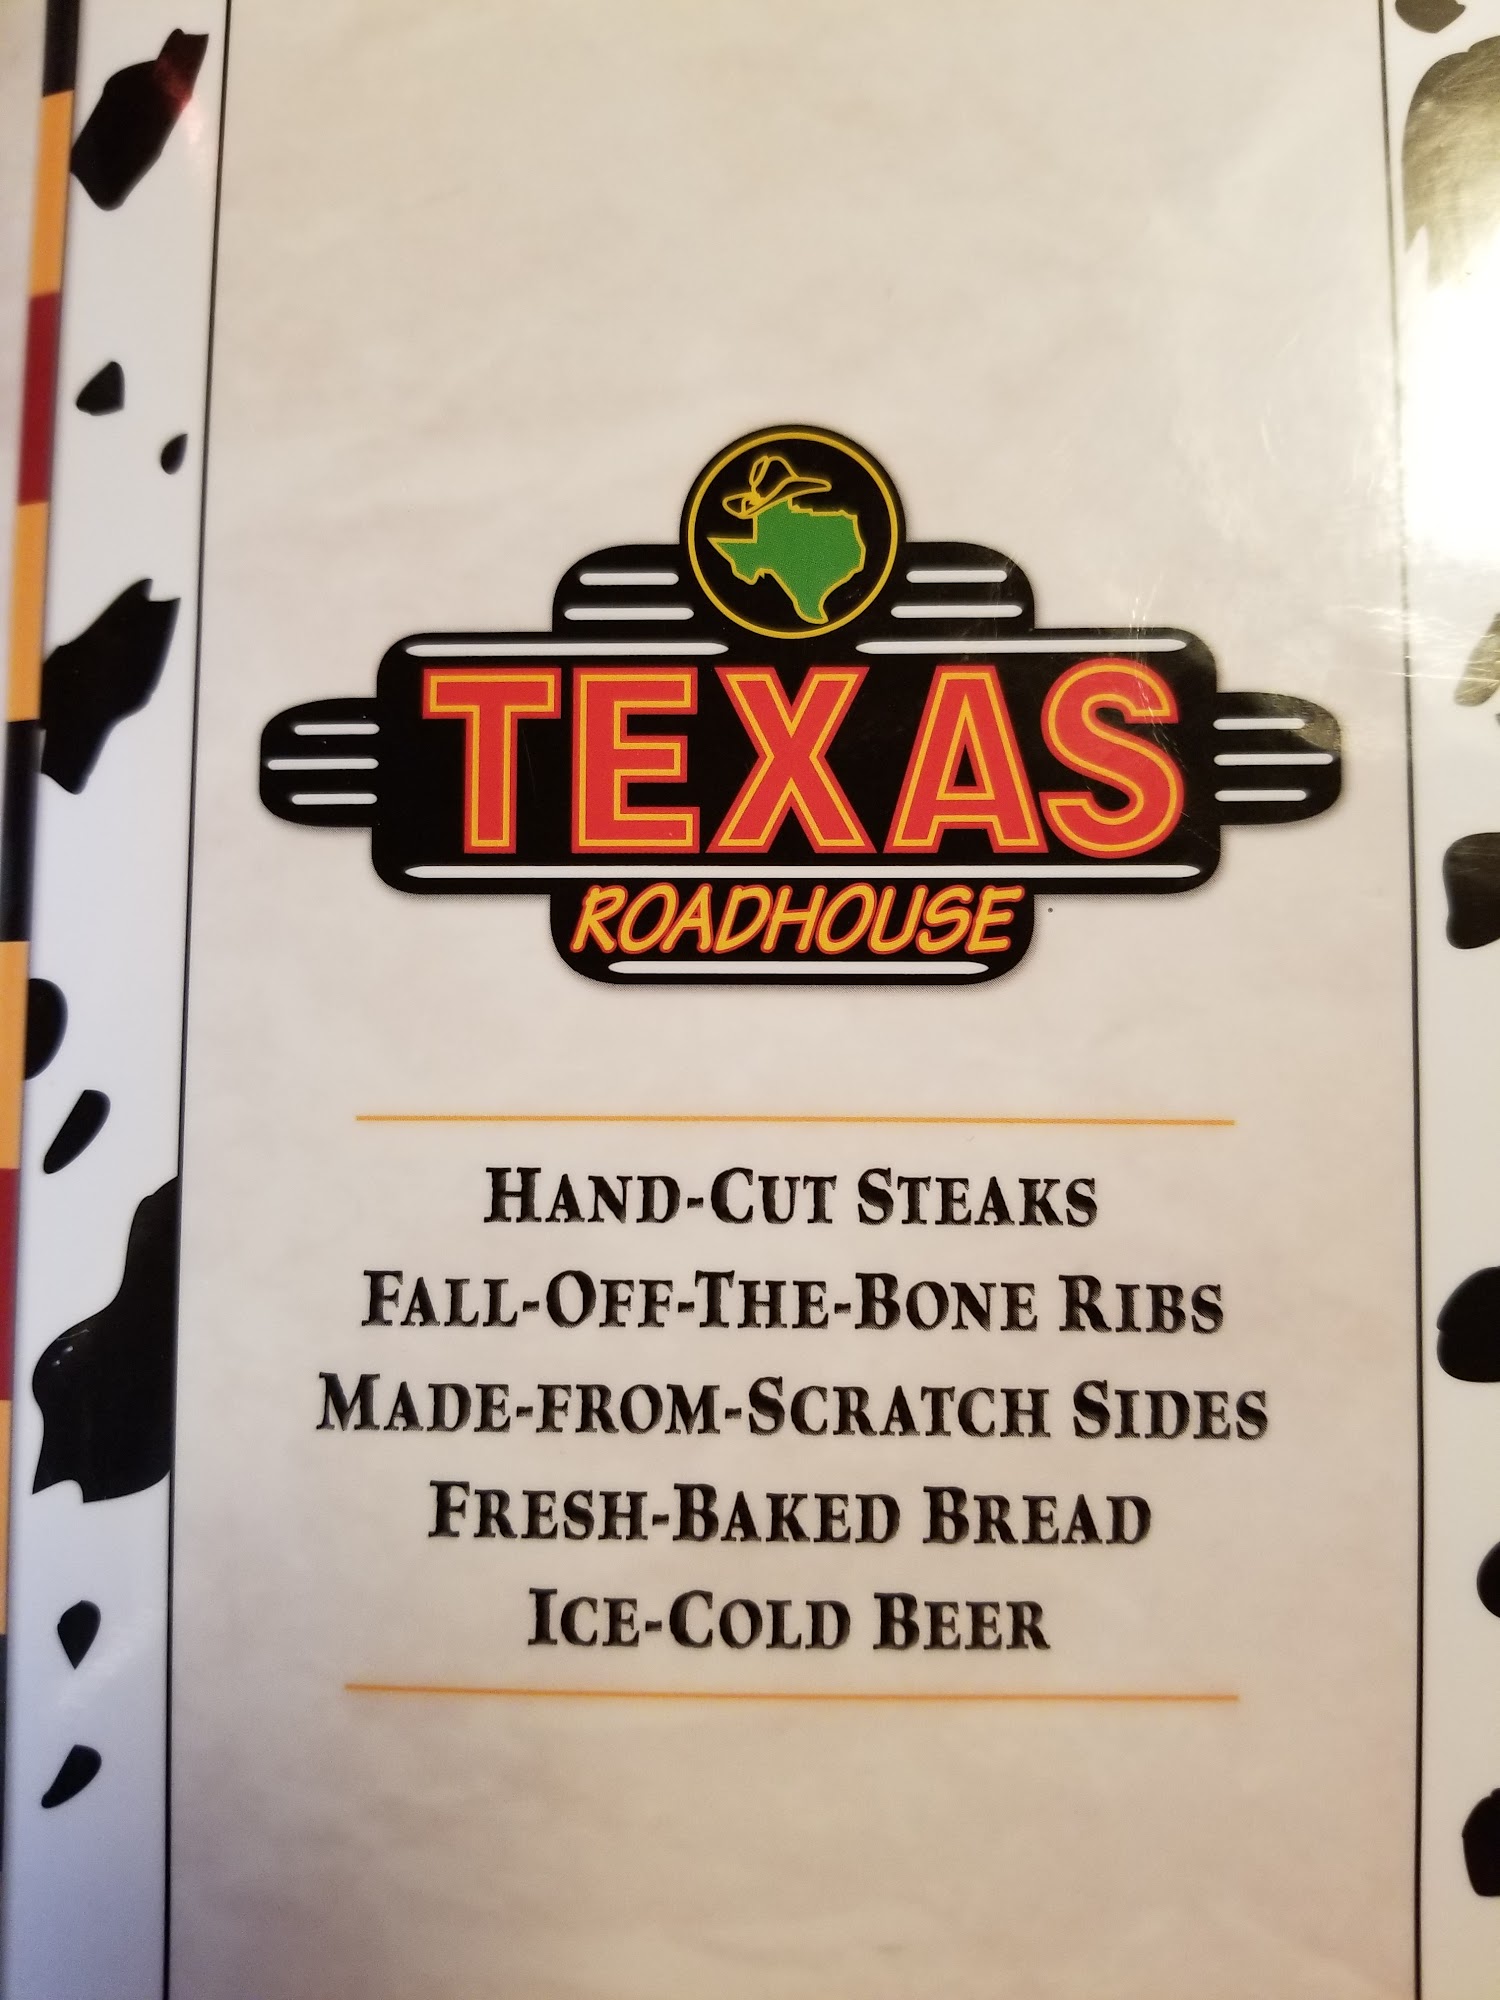 TEXAS
ROADHOUSE
HAND-CUT STEAKS
FALL-OFF-THE-BONE RIBS
MADE-FROM-SCRATCH SIDES
FRESH-BAKED BREAD
ICE-COLD BEER